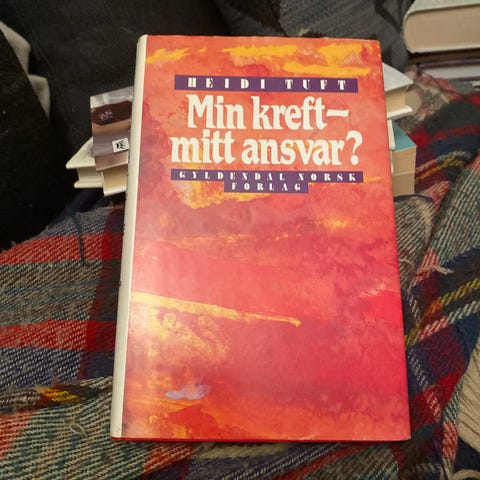 HEIDI TUFT
Min kreft–
mitt ansvar?
GYLDENDAL NORSK
FORLAG